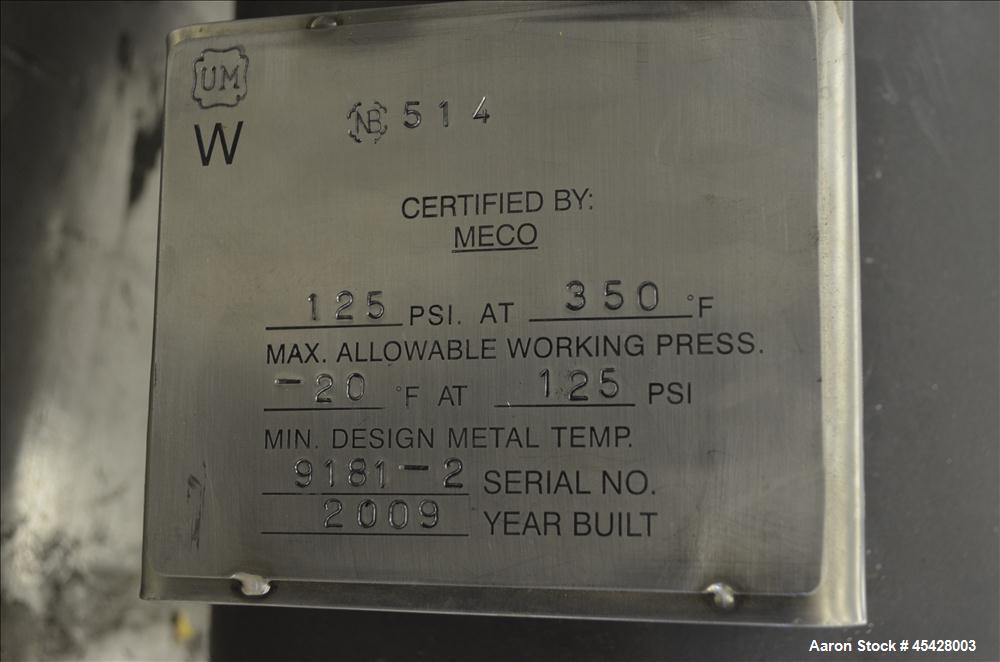 UM
W
NB 514
CERTIFIED BY:
MECO
125 PSI. AT 350 °F
MAX. ALLOWABLE WORKING PRESS.
-20 °F AT 125 PSI
MIN. DESIGN METAL TEMP.
9181-2 SERIAL NO.
2009 YEAR BUILT
Aaron Stock # 45428003